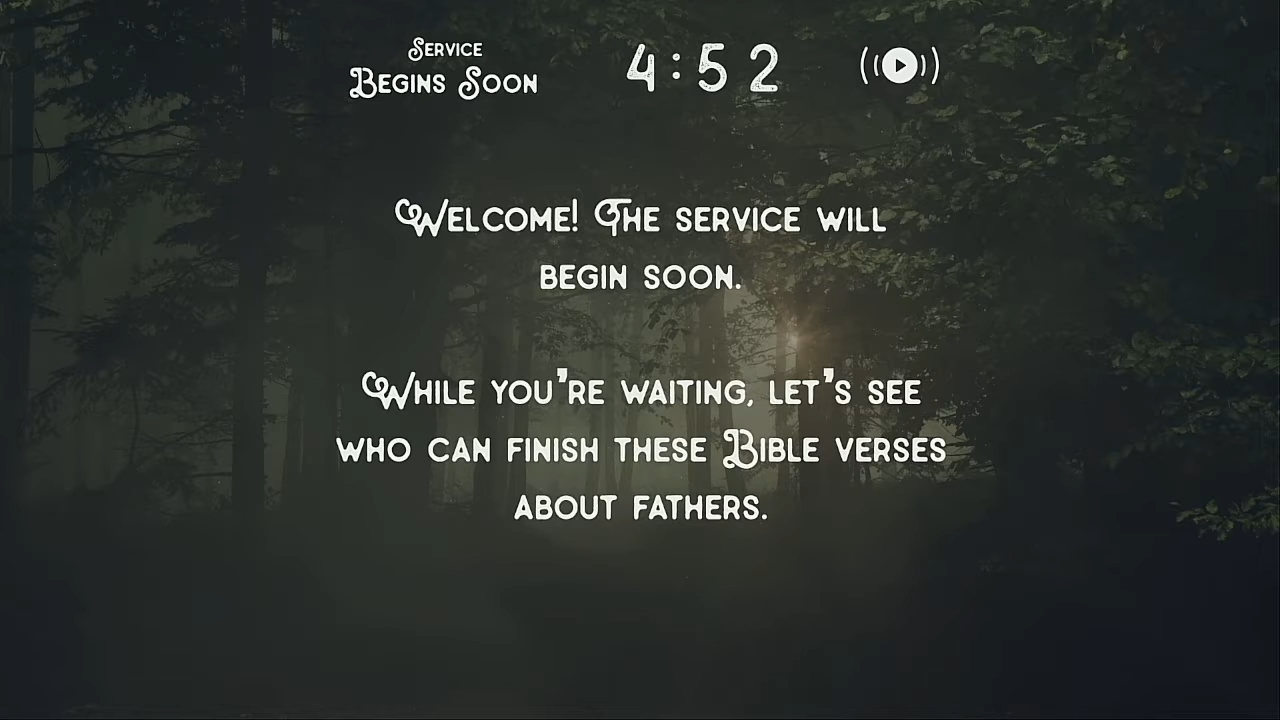 Service
Begins Soon
4:52
Welcome! The service will
begin soon.
While you're waiting, let's see
who can finish these Bible verses
about fathers.